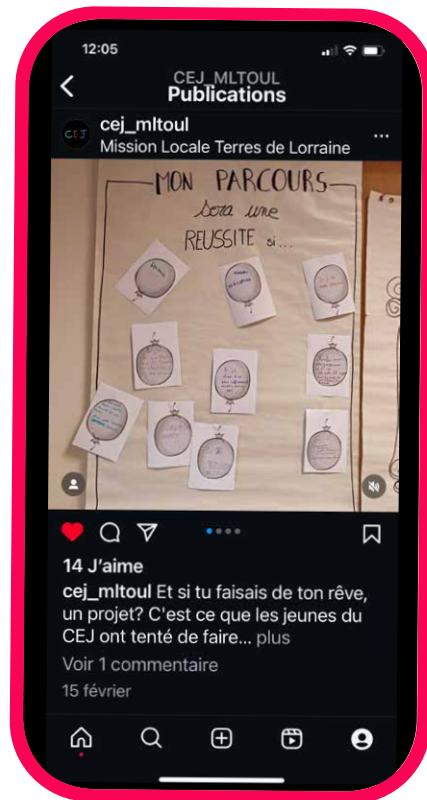 12:05
CEJ_MLTOUL
Publications
CEJ
cej_mltoul
Mission Locale Terres de Lorraine
MON PARCOURS
sera une
REUSSITE si...
14 J'aime
cej_mltoul Et si tu faisais de ton rêve,
un projet? C'est ce que les jeunes du
CEJ ont tenté de faire... plus
Voir 1 commentaire
15 février